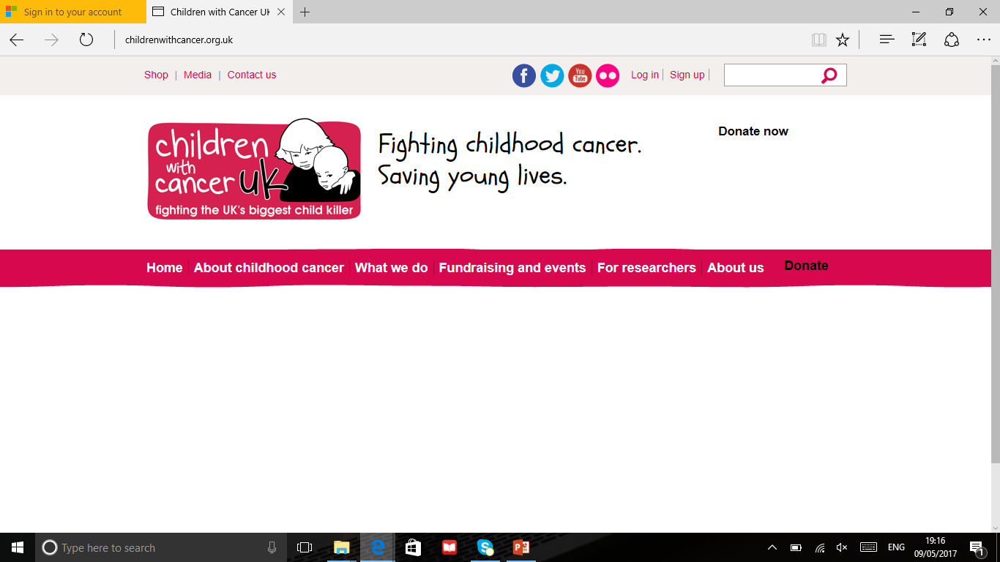 Sign in to your account
Children with Cancer UK
childrenwithcancer.org.uk
Shop | Media | Contact us
f
You
Tube
Log in | Sign up |
children
with
cancer uk
fighting the UK's biggest child killer
Fighting childhood cancer.
Saving young lives.
Donate now
Home About childhood cancer What we do Fundraising and events For researchers About us Donate
Type here to search
ENG
19:16
09/05/2017
1